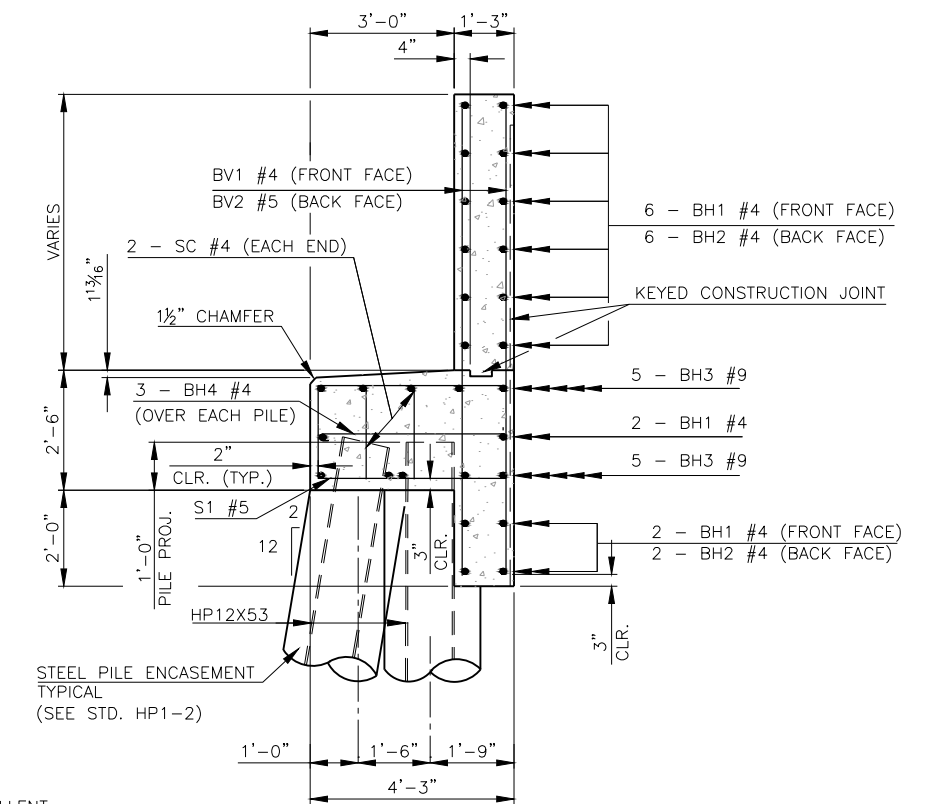 3'-0" 1'-3"
4"
BV1 #4 (FRONT FACE)
BV2 #5 (BACK FACE)
6 - BH1 #4 (FRONT FACE)
6 - BH2 #4 (BACK FACE)
VARIES
2 - SC #4 (EACH END)
1 13/16"
KEYED CONSTRUCTION JOINT
1½" CHAMFER
5 - BH3 #9
3 - BH4 #4
(OVER EACH PILE)
2 - BH1 #4
2'-6"
2"
CLR. (TYP.)
5 - BH3 #9
S1 #5
2
12
2 - BH1 #4 (FRONT FACE)
2 - BH2 #4 (BACK FACE)
2'-0"
1'-0"
PILE PROJ.
3"
CLR.
HP12X53
3"
CLR.
STEEL PILE ENCASEMENT
TYPICAL
(SEE STD. HP1-2)
1'-0" 1'-6" 1'-9"
4'-3"